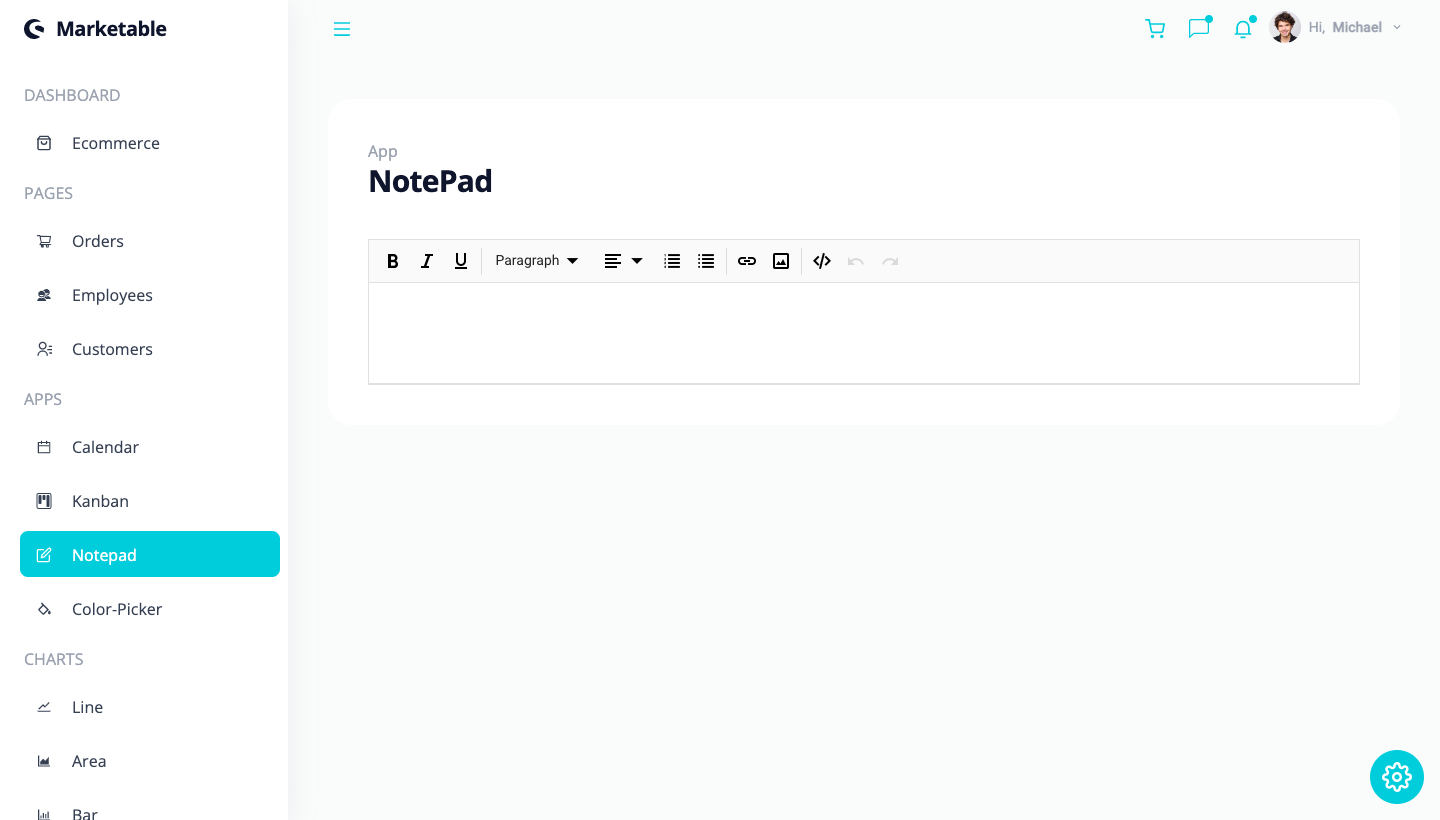 Marketable
Hi, Michael
DASHBOARD
Ecommerce
PAGES
Orders
Employees
Customers
APPS
Calendar
Kanban
Notepad
Color-Picker
CHARTS
Line
Area
Bar
App
NotePad
B I U Paragraph